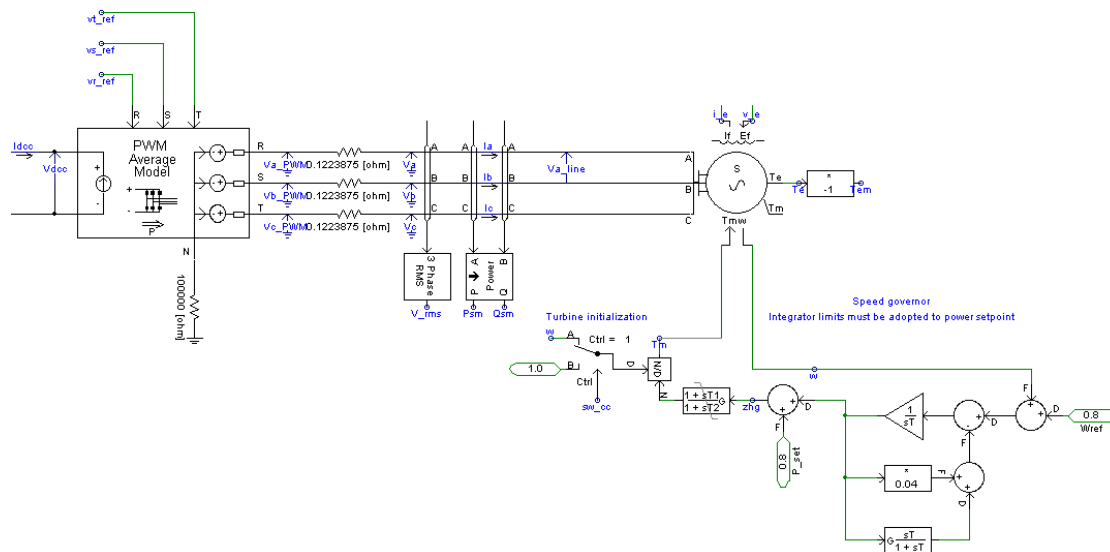 vt_ref
vs_ref
vr_ref
R S T
Idcc
Vdcc
PWM
Average
Model
P
N
R
S
T
Va_PWM 0.1223875 [ohm] Va
Vb_PWM 0.1223875 [ohm] Vb
Vc_PWM 0.1223875 [ohm] Vc
100000 [ohm]
A A Ia A
B B Ib B
C C Ic C
Va_line
3 Phase
RMS
V_rms
P A
Power
Q B
Psm Qsm
i_e v_e
If Ef
A
B
C
S
Te
Tm
Tmw
Te
*
-1
Tem
Speed governor
Integrator limits must be adopted to power setpoint
Turbine initialization
w
A
Ctrl = 1
B
1.0
Ctrl
sw_cc
D
Tm
N/D
N
1 + sT1
1 + sT2
G
zhg
D
F
0.8
P_set
w
1
sT
F
D
D
F
0.8
Wref
*
0.04
F
D
G
sT
1 + sT